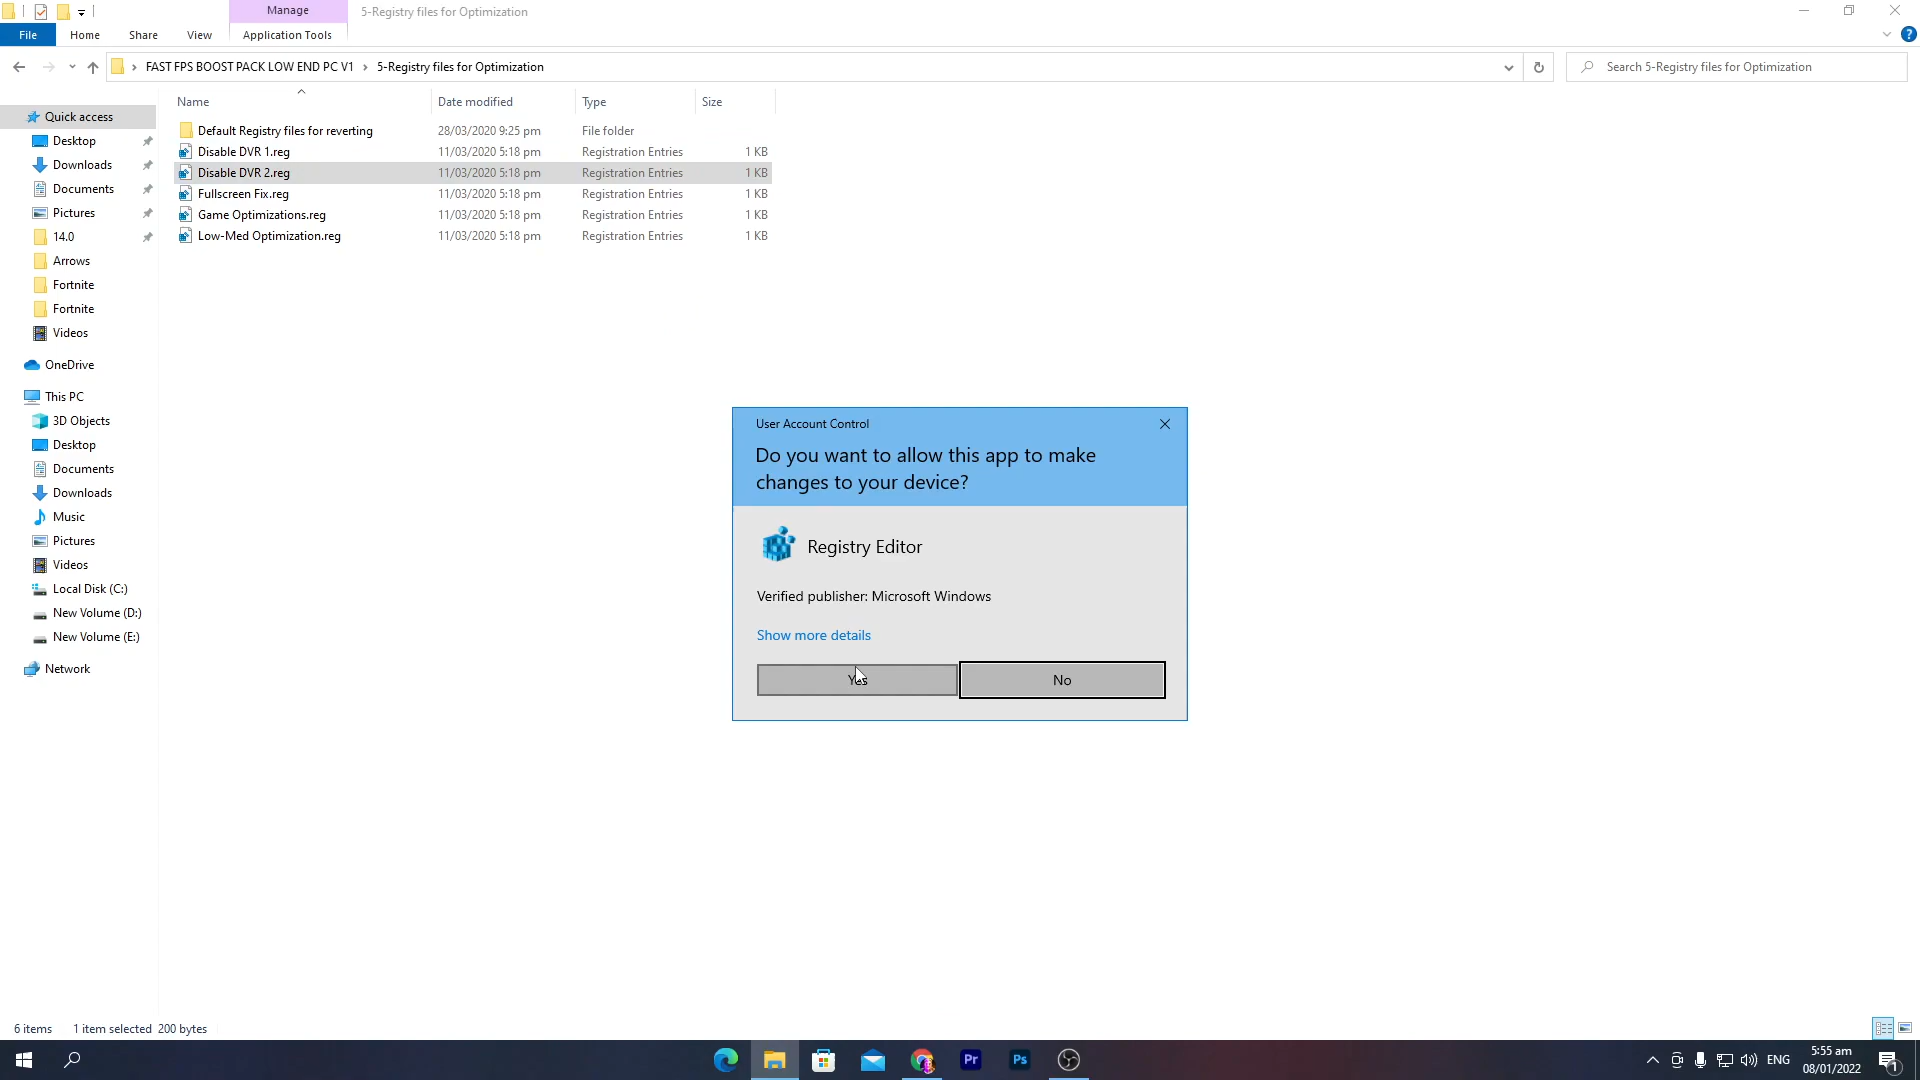 Manage
5-Registry files for Optimization
File
Home
Share
View
Application Tools
FAST FPS BOOST PACK LOW END PC V1 > 5-Registry files for Optimization
Search 5-Registry files for Optimization
Name
Date modified
Type
Size
Default Registry files for reverting 28/03/2020 9:25 pm File folder
Disable DVR 1.reg 11/03/2020 5:18 pm Registration Entries 1 KB
Disable DVR 2.reg 11/03/2020 5:18 pm Registration Entries 1 KB
Fullscreen Fix.reg 11/03/2020 5:18 pm Registration Entries 1 KB
Game Optimizations.reg 11/03/2020 5:18 pm Registration Entries 1 KB
Low-Med Optimization.reg 11/03/2020 5:18 pm Registration Entries 1 KB
Quick access
Desktop
Downloads
Documents
Pictures
14.0
Arrows
Fortnite
Fortnite
Videos
OneDrive
This PC
3D Objects
Desktop
Documents
Downloads
Music
Pictures
Videos
Local Disk (C:)
New Volume (D:)
New Volume (E:)
Network
User Account Control
Do you want to allow this app to make
changes to your device?
Registry Editor
Verified publisher: Microsoft Windows
Show more details
Yes
No
6 items
1 item selected 200 bytes
Pr
Ps
ENG
5:55 am
08/01/2022
1